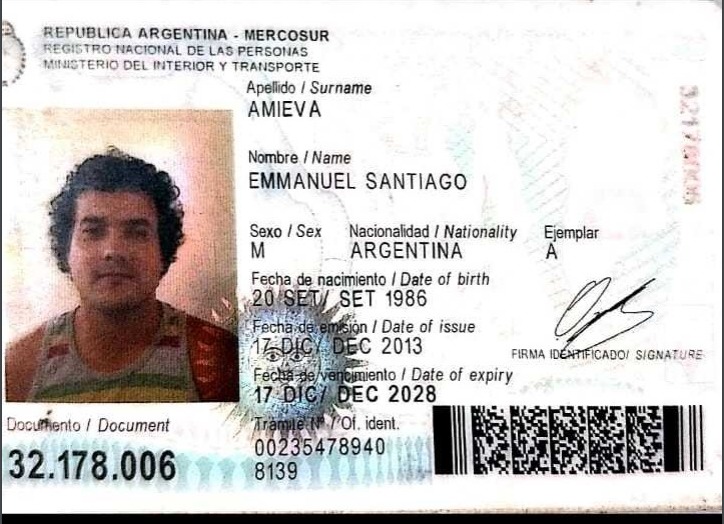 REPUBLICA ARGENTINA - MERCOSUR
REGISTRO NACIONAL DE LAS PERSONAS
MINISTERIO DEL INTERIOR Y TRANSPORTE
Apellido / Surname
AMIEVA
Nombre / Name
EMMANUEL SANTIAGO
Sexo / Sex Nacionalidad / Nationality Ejemplar
M ARGENTINA A
Fecha de nacimiento / Date of birth
20 SET/ SET 1986
Fecha de emisión / Date of issue
17 DIC/ DEC 2013
FIRMA IDENTIFICADO/ SIGNATURE
Fecha de vencimiento / Date of expiry
17 DIC/ DEC 2028
Documento / Document Trámite N° / Of. ident.
32.178.006 00235478940
8139